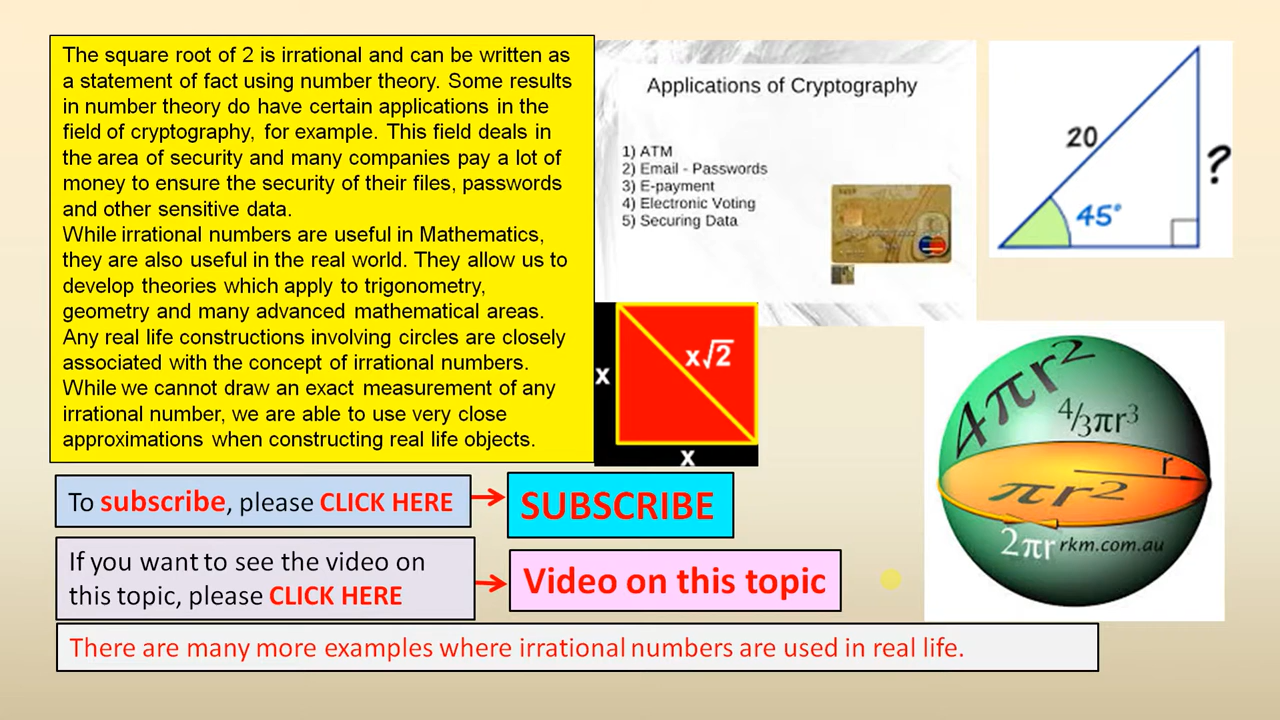 The square root of 2 is irrational and can be written as
a statement of fact using number theory. Some results
in number theory do have certain applications in the
field of cryptography, for example. This field deals in
the area of security and many companies pay a lot of
money to ensure the security of their files, passwords
and other sensitive data.
While irrational numbers are useful in Mathematics,
they are also useful in the real world. They allow us to
develop theories which apply to trigonometry,
geometry and many advanced mathematical areas.
Any real life constructions involving circles are closely
associated with the concept of irrational numbers.
While we cannot draw an exact measurement of any
irrational number, we are able to use very close
approximations when constructing real life objects.
Applications of Cryptography
1) ATM
2) Email - Passwords
3) E-payment
4) Electronic Voting
5) Securing Data
20
?
45°
x√2
x
x
4πr²
4/3πr³
r
πr²
2πr
rkm.com.au
To subscribe, please CLICK HERE
SUBSCRIBE
If you want to see the video on
this topic, please CLICK HERE
Video on this topic
There are many more examples where irrational numbers are used in real life.